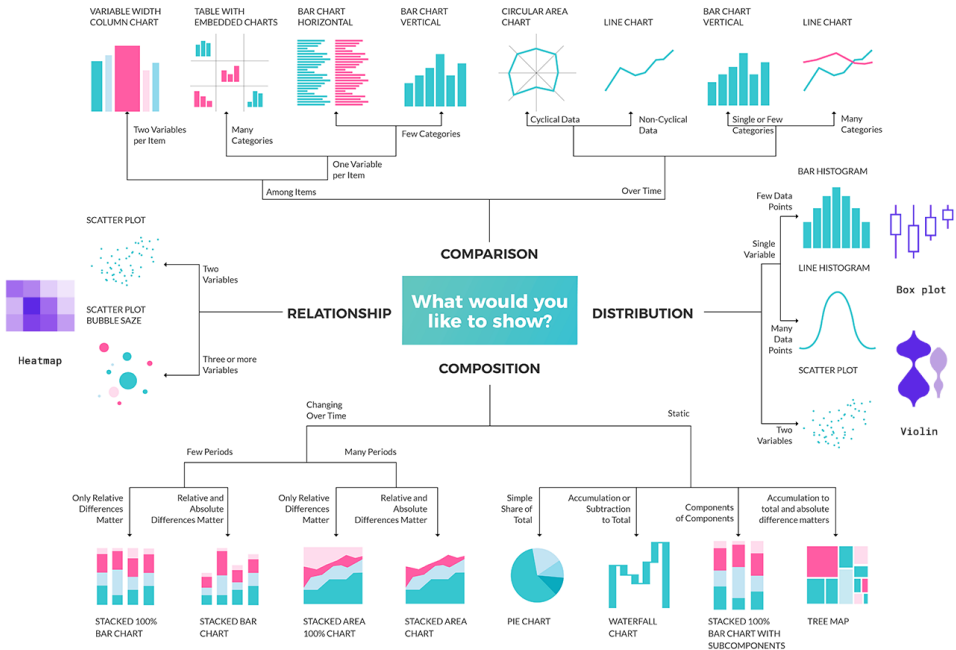 VARIABLE WIDTH
COLUMN CHART
TABLE WITH
EMBEDDED CHARTS
BAR CHART
HORIZONTAL
BAR CHART
VERTICAL
CIRCULAR AREA
CHART
LINE CHART
BAR CHART
VERTICAL
LINE CHART
Two Variables
per Item
Many
Categories
Few Categories
Cyclical Data
Non-Cyclical
Data
Single or Few
Categories
Many
Categories
One Variable
per Item
Among Items
Over Time
COMPARISON
What would you
like to show?
RELATIONSHIP
SCATTER PLOT
Two
Variables
SCATTER PLOT
BUBBLE SAZE
Three or more
Variables
Heatmap
DISTRIBUTION
BAR HISTOGRAM
Few Data
Points
Single
Variable
LINE HISTOGRAM
Many
Data
Points
SCATTER PLOT
Two
Variables
Box plot
Violin
COMPOSITION
Changing
Over Time
Static
Few Periods
Many Periods
Only Relative
Differences
Matter
Relative and
Absolute
Differences Matter
Only Relative
Differences
Matter
Relative and
Absolute
Differences Matter
Simple
Share of
Total
Accumulation or
Subtraction
to Total
Components
of Components
Accumulation to
total and absolute
difference matters
STACKED 100%
BAR CHART
STACKED BAR
CHART
STACKED AREA
100% CHART
STACKED AREA
CHART
PIE CHART
WATERFALL
CHART
STACKED 100%
BAR CHART WITH
SUBCOMPONENTS
TREE MAP